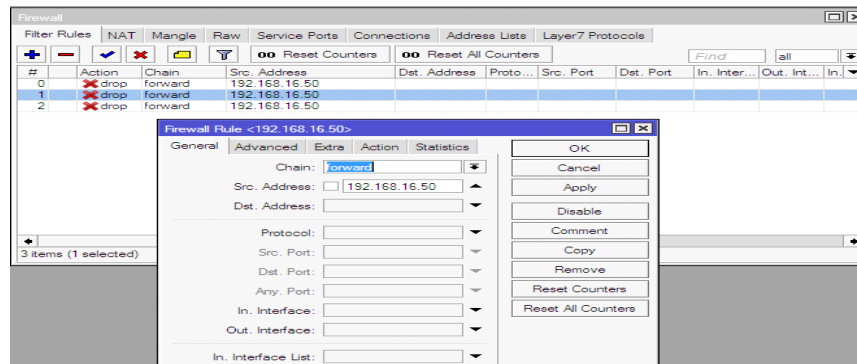 Firewall
Filter Rules NAT Mangle Raw Service Ports Connections Address Lists Layer7 Protocols
00 Reset Counters 00 Reset All Counters Find all
# Action Chain Src. Address Dst. Address Proto... Src. Port Dst. Port In. Inter... Out. Int... In.
0 drop forward 192.168.16.50
1 drop forward 192.168.16.50
2 drop forward 192.168.16.50
3 items (1 selected)
Firewall Rule <192.168.16.50>
General Advanced Extra Action Statistics OK
Chain: forward Cancel
Src. Address: 192.168.16.50 Apply
Dst. Address: Disable
Protocol: Comment
Src. Port: Copy
Dst. Port: Remove
Any. Port: Reset Counters
In. Interface: Reset All Counters
Out. Interface:
In. Interface List: